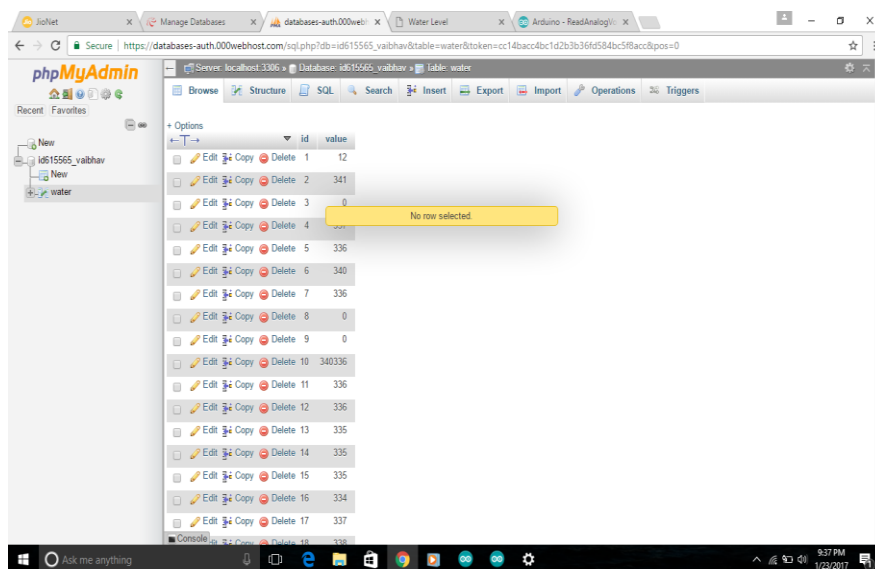 JioNet
Manage Databases
databases-auth.000webh
Water Level
Arduino - ReadAnalogVo
Secure | https://databases-auth.000webhost.com/sql.php?db=id615565_vaibhav&table=water&token=cc14bacc4bc1d2b3b36fd584bc5f8acc&pos=0
phpMyAdmin
Recent Favorites
New
id615565_vaibhav
New
water
Server: localhost:3306 » Database: id615565_vaibhav » Table: water
Browse Structure SQL Search Insert Export Import Operations Triggers
+ Options
←T→ id value
Edit Copy Delete 1 12
Edit Copy Delete 2 341
Edit Copy Delete 3 0
No row selected.
Edit Copy Delete 4
Edit Copy Delete 5 336
Edit Copy Delete 6 340
Edit Copy Delete 7 336
Edit Copy Delete 8 0
Edit Copy Delete 9 0
Edit Copy Delete 10 340336
Edit Copy Delete 11 336
Edit Copy Delete 12 336
Edit Copy Delete 13 335
Edit Copy Delete 14 335
Edit Copy Delete 15 335
Edit Copy Delete 16 334
Edit Copy Delete 17 337
Console Edit Copy Delete 18 338
Ask me anything
9:37 PM
1/23/2017